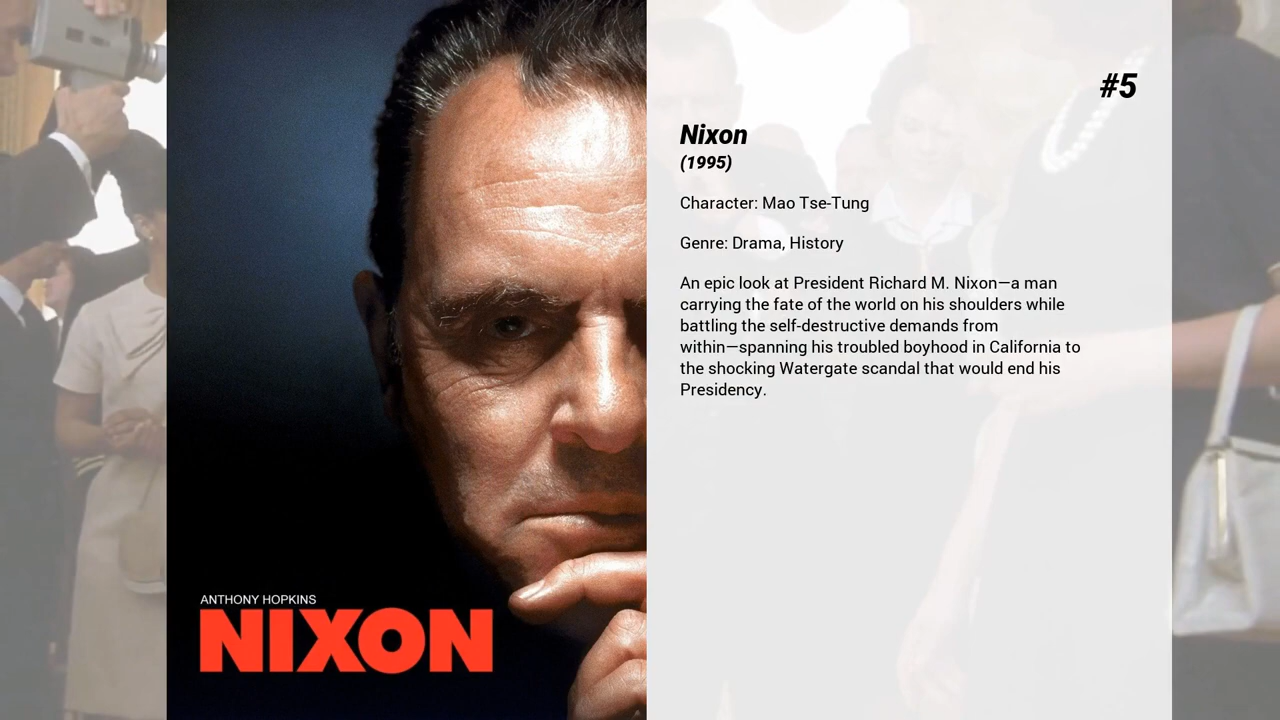 ANTHONY HOPKINS
NIXON
#5
Nixon
(1995)
Character: Mao Tse-Tung
Genre: Drama, History
An epic look at President Richard M. Nixon—a man
carrying the fate of the world on his shoulders while
battling the self-destructive demands from
within—spanning his troubled boyhood in California to
the shocking Watergate scandal that would end his
Presidency.